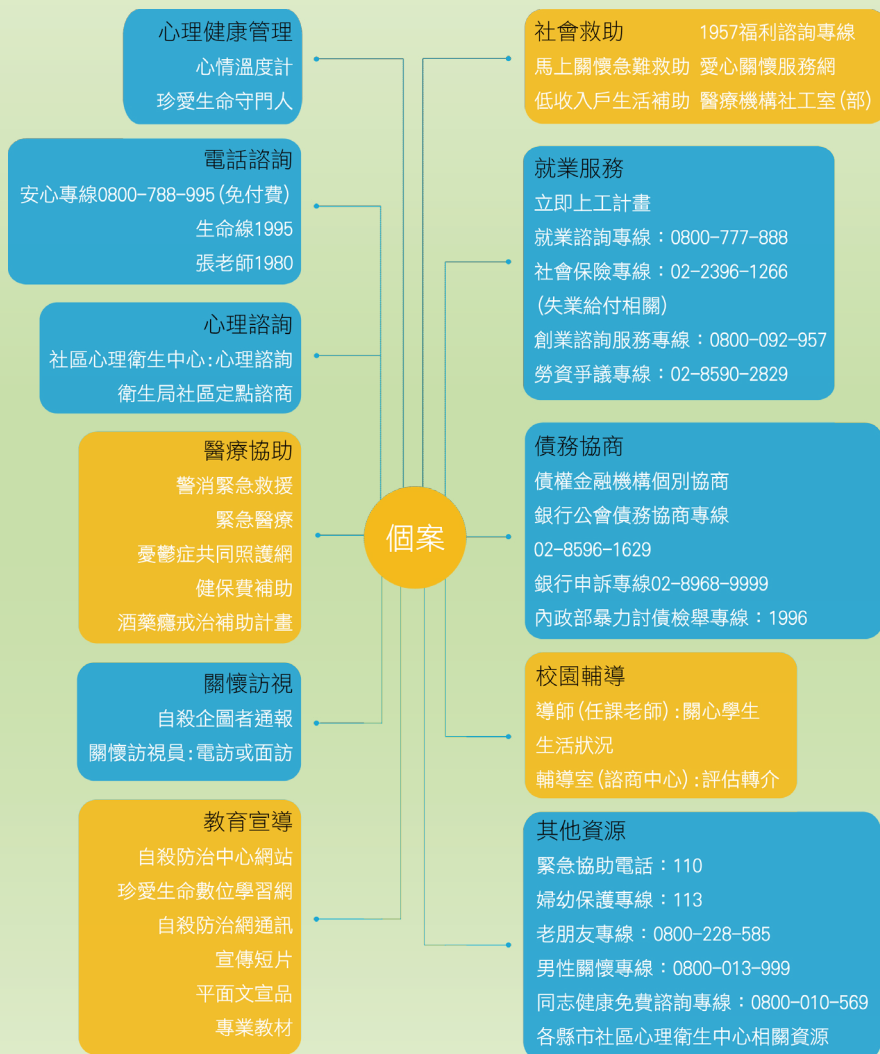 心理健康管理
心情溫度計
珍愛生命守門人
電話諮詢
安心專線0800-788-995(免付費)
生命線1995
張老師1980
心理諮詢
社區心理衛生中心:心理諮詢
衛生局社區定點諮商
醫療協助
警消緊急救援
緊急醫療
憂鬱症共同照護網
健保費補助
酒藥癮戒治補助計畫
關懷訪視
自殺企圖者通報
關懷訪視員:電訪或面訪
教育宣導
自殺防治中心網站
珍愛生命數位學習網
自殺防治網通訊
宣傳短片
平面文宣品
專業教材
個案
社會救助 1957福利諮詢專線
馬上關懷急難救助 愛心關懷服務網
低收入戶生活補助 醫療機構社工室(部)
就業服務
立即上工計畫
就業諮詢專線：0800-777-888
社會保險專線：02-2396-1266
(失業給付相關)
創業諮詢服務專線：0800-092-957
勞資爭議專線：02-8590-2829
債務協商
債權金融機構個別協商
銀行公會債務協商專線
02-8596-1629
銀行申訴專線02-8968-9999
內政部暴力討債檢舉專線：1996
校園輔導
導師(任課老師):關心學生
生活狀況
輔導室(諮商中心):評估轉介
其他資源
緊急協助電話：110
婦幼保護專線：113
老朋友專線：0800-228-585
男性關懷專線：0800-013-999
同志健康免費諮詢專線：0800-010-569
各縣市社區心理衛生中心相關資源